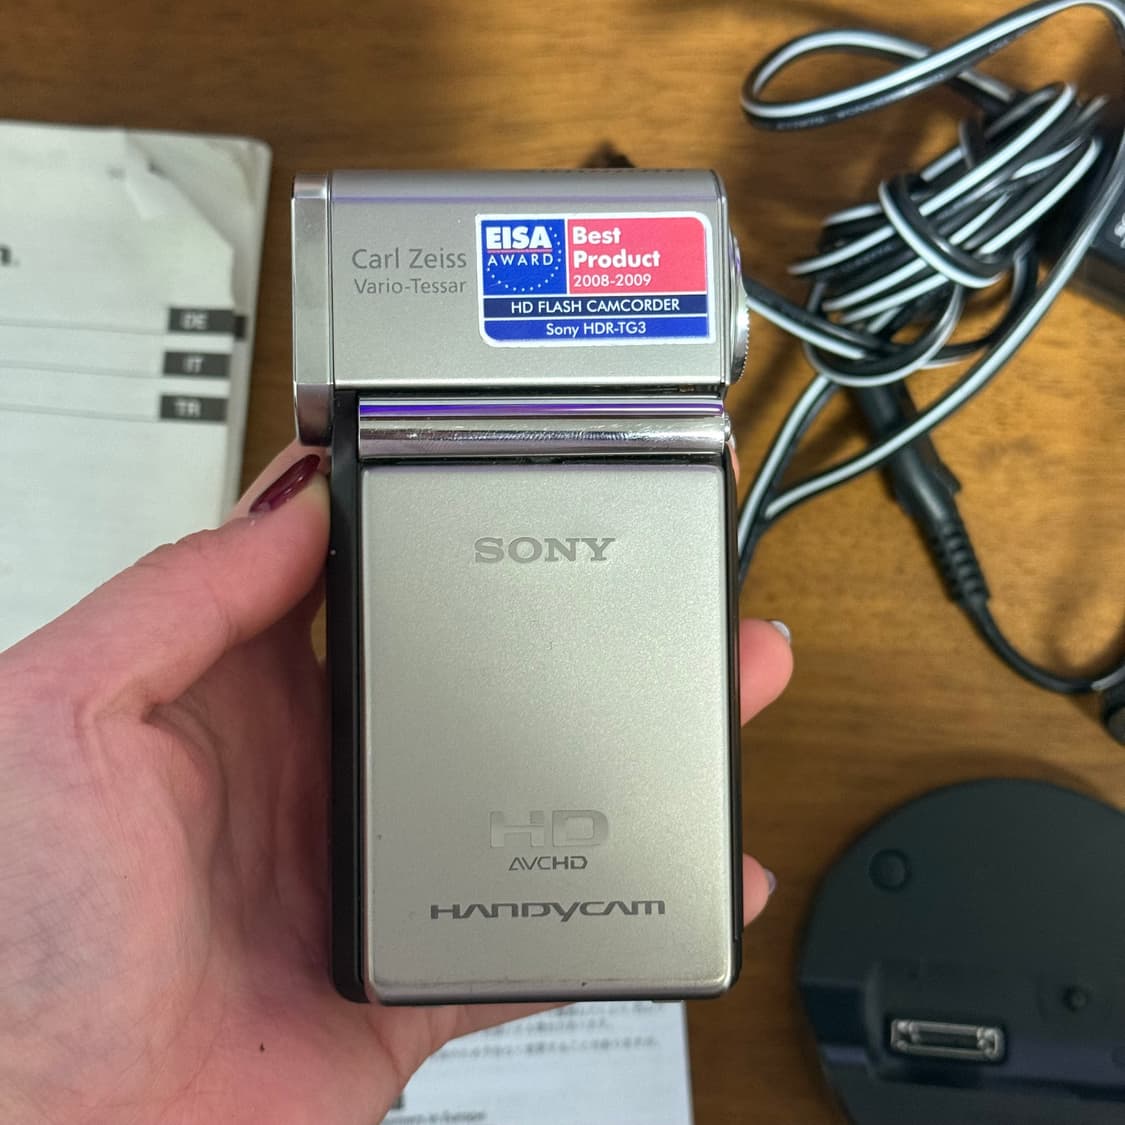 Carl Zeiss
Vario-Tessar
EISA
AWARD
Best
Product
2008-2009
HD FLASH CAMCORDER
Sony HDR-TG3
DE
IT
TR
SONY
HD
AVCHD
HANDYCAM